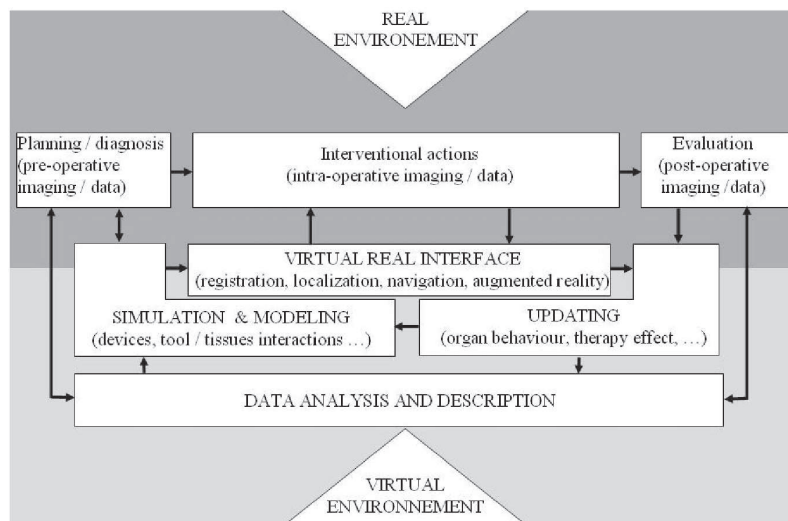 REAL
ENVIRONEMENT
Planning / diagnosis
(pre-operative
imaging / data)
Interventional actions
(intra-operative imaging / data)
Evaluation
(post-operative
imaging /data)
VIRTUAL REAL INTERFACE
(registration, localization, navigation, augmented reality)
SIMULATION & MODELING
(devices, tool / tissues interactions …)
UPDATING
(organ behaviour, therapy effect, …)
DATA ANALYSIS AND DESCRIPTION
VIRTUAL
ENVIRONNEMENT